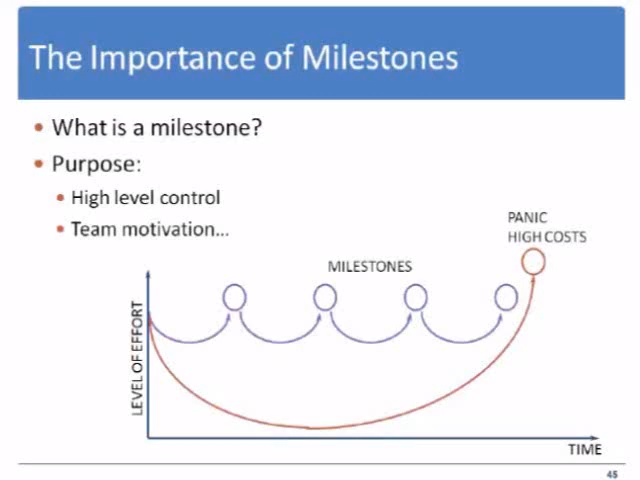 The Importance of Milestones
What is a milestone?
Purpose:
High level control
Team motivation...
PANIC
HIGH COSTS
MILESTONES
LEVEL OF EFFORT
TIME
45